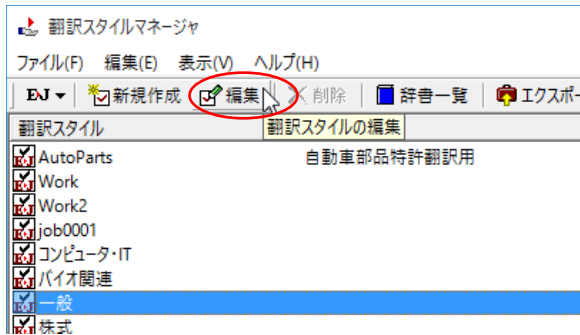 翻訳スタイルマネージャ
ファイル(F) 編集(E) 表示(V) ヘルプ(H)
EJ 新規作成 編集 削除 辞書一覧 エクスポー
翻訳スタイル 翻訳スタイルの編集
AutoParts 自動車部品特許翻訳用
Work
Work2
job0001
コンピュータ・IT
バイオ関連
一般
株式